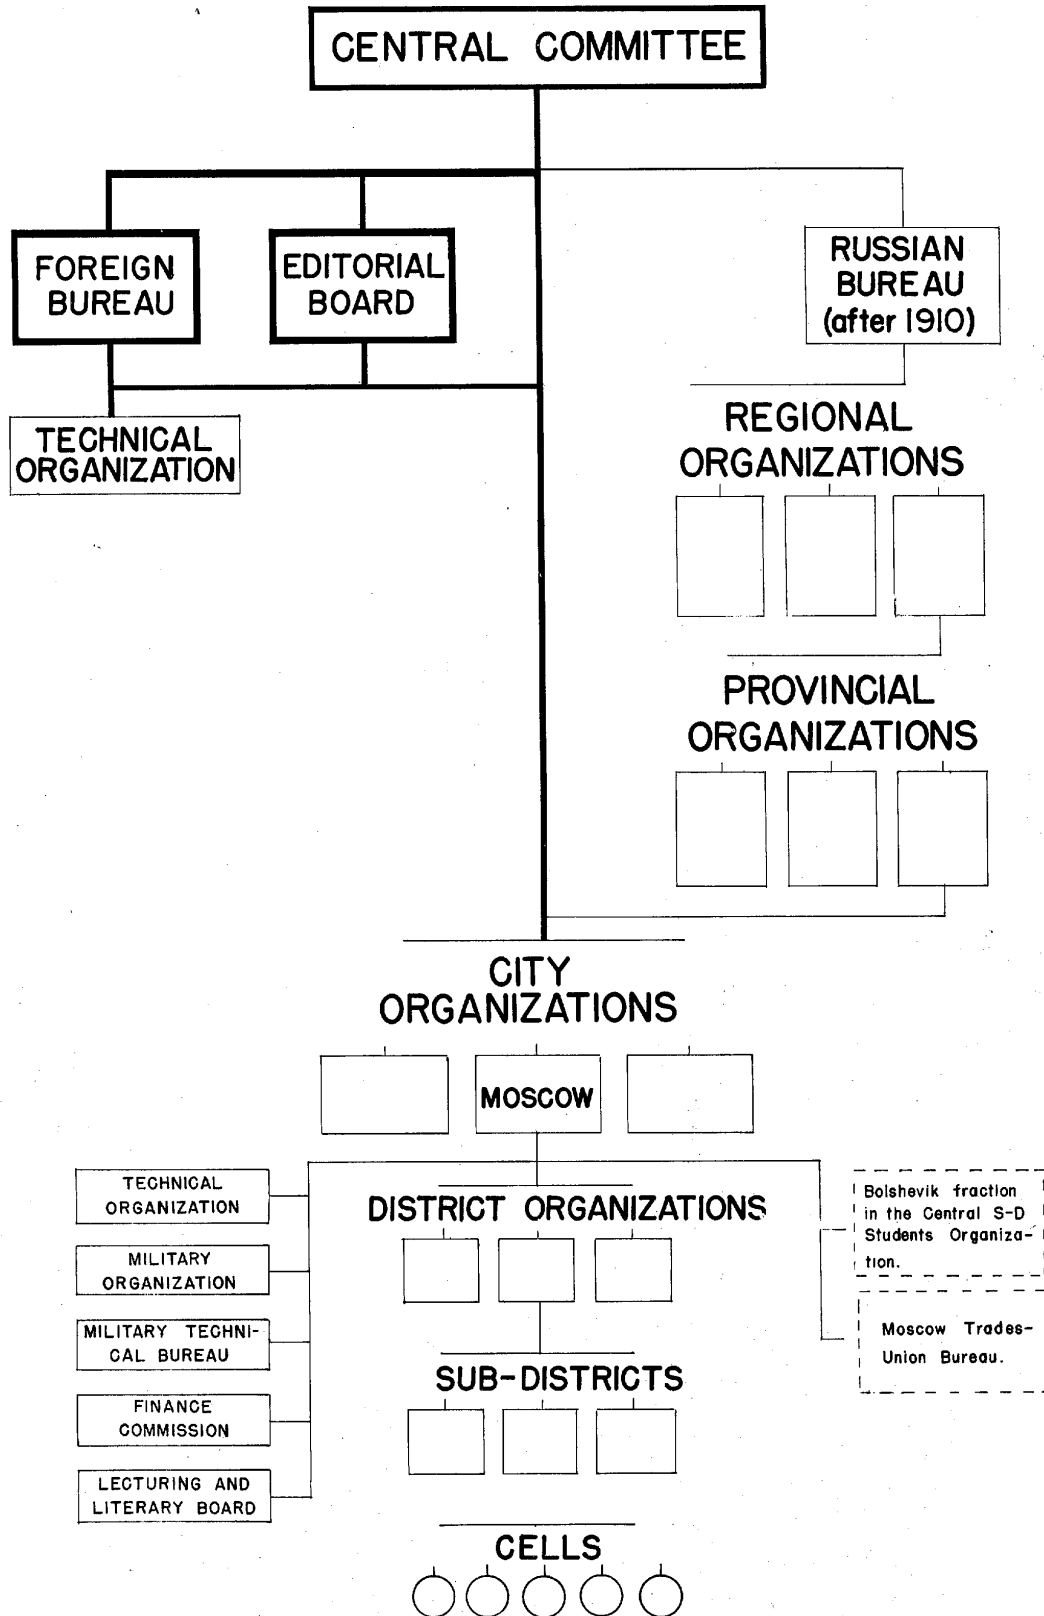 CENTRAL COMMITTEE
FOREIGN
BUREAU
EDITORIAL
BOARD
RUSSIAN
BUREAU
(after 1910)
TECHNICAL
ORGANIZATION
REGIONAL
ORGANIZATIONS
PROVINCIAL
ORGANIZATIONS
CITY
ORGANIZATIONS
MOSCOW
TECHNICAL
ORGANIZATION
MILITARY
ORGANIZATION
MILITARY TECHNI-
CAL BUREAU
FINANCE
COMMISSION
LECTURING AND
LITERARY BOARD
DISTRICT ORGANIZATIONS
SUB-DISTRICTS
CELLS
Bolshevik fraction
in the Central S-D
Students Organiza-
tion.
Moscow Trades-
Union Bureau.